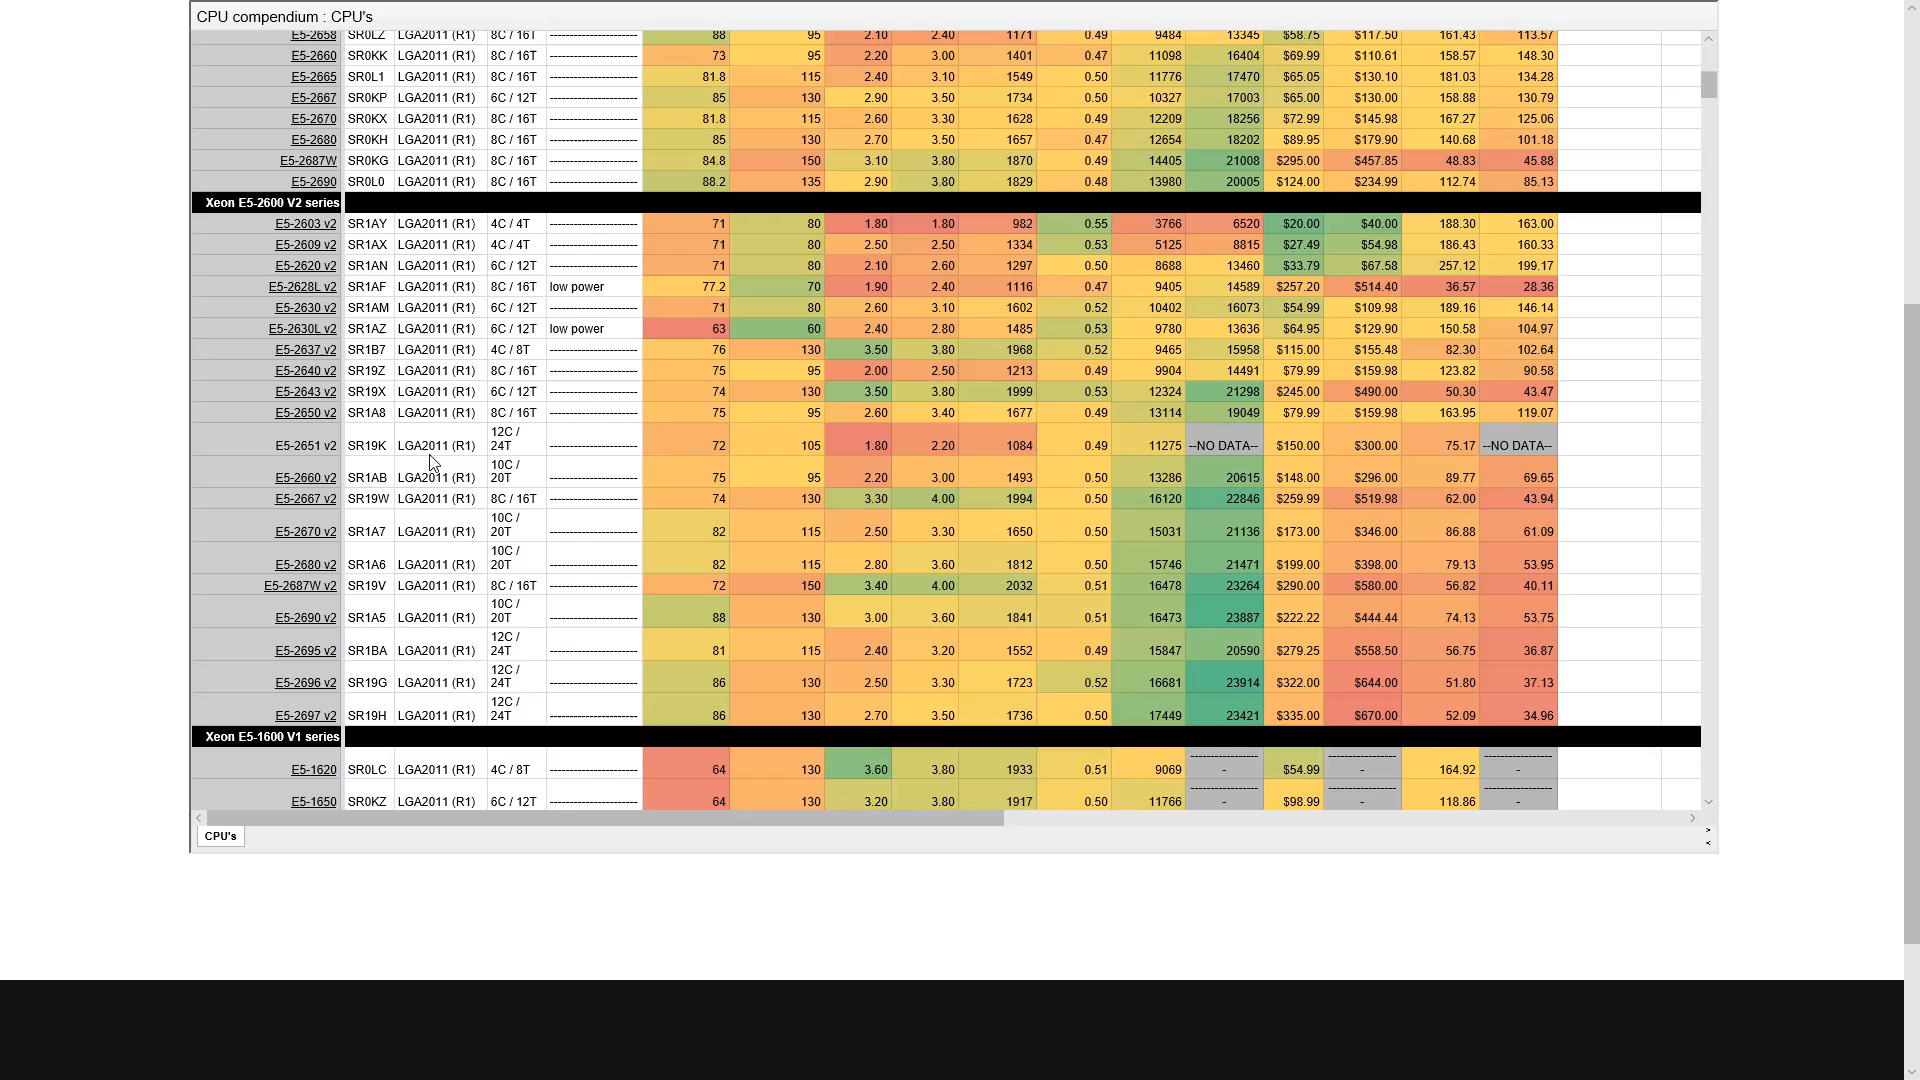 CPU compendium : CPU's
E5-2658 SR0LZ LGA2011 (R1) 8C / 16T ---------------------- 88 95 2.10 2.40 1171 0.49 9484 13345 $58.75 $117.50 161.43 113.57
E5-2660 SR0KK LGA2011 (R1) 8C / 16T ---------------------- 73 95 2.20 3.00 1401 0.47 11098 16404 $69.99 $110.61 158.57 148.30
E5-2665 SR0L1 LGA2011 (R1) 8C / 16T ---------------------- 81.8 115 2.40 3.10 1549 0.50 11776 17470 $65.05 $130.10 181.03 134.28
E5-2667 SR0KP LGA2011 (R1) 6C / 12T ---------------------- 85 130 2.90 3.50 1734 0.50 10327 17003 $65.00 $130.00 158.88 130.79
E5-2670 SR0KX LGA2011 (R1) 8C / 16T ---------------------- 81.8 115 2.60 3.30 1628 0.49 12209 18256 $72.99 $145.98 167.27 125.06
E5-2680 SR0KH LGA2011 (R1) 8C / 16T ---------------------- 85 130 2.70 3.50 1657 0.47 12654 18202 $89.95 $179.90 140.68 101.18
E5-2687W SR0KG LGA2011 (R1) 8C / 16T ---------------------- 84.8 150 3.10 3.80 1870 0.49 14405 21008 $295.00 $457.85 48.83 45.88
E5-2690 SR0L0 LGA2011 (R1) 8C / 16T ---------------------- 88.2 135 2.90 3.80 1829 0.48 13980 20005 $124.00 $234.99 112.74 85.13
Xeon E5-2600 V2 series
E5-2603 v2 SR1AY LGA2011 (R1) 4C / 4T ---------------------- 71 80 1.80 1.80 982 0.55 3766 6520 $20.00 $40.00 188.30 163.00
E5-2609 v2 SR1AX LGA2011 (R1) 4C / 4T ---------------------- 71 80 2.50 2.50 1334 0.53 5125 8815 $27.49 $54.98 186.43 160.33
E5-2620 v2 SR1AN LGA2011 (R1) 6C / 12T ---------------------- 71 80 2.10 2.60 1297 0.50 8688 13460 $33.79 $67.58 257.12 199.17
E5-2628L v2 SR1AF LGA2011 (R1) 8C / 16T low power 77.2 70 1.90 2.40 1116 0.47 9405 14589 $257.20 $514.40 36.57 28.36
E5-2630 v2 SR1AM LGA2011 (R1) 6C / 12T ---------------------- 71 80 2.60 3.10 1602 0.52 10402 16073 $54.99 $109.98 189.16 146.14
E5-2630L v2 SR1AZ LGA2011 (R1) 6C / 12T low power 63 60 2.40 2.80 1485 0.53 9780 13636 $64.95 $129.90 150.58 104.97
E5-2637 v2 SR1B7 LGA2011 (R1) 4C / 8T ---------------------- 76 130 3.50 3.80 1968 0.52 9465 15958 $115.00 $155.48 82.30 102.64
E5-2640 v2 SR19Z LGA2011 (R1) 8C / 16T ---------------------- 75 95 2.00 2.50 1213 0.49 9904 14491 $79.99 $159.98 123.82 90.58
E5-2643 v2 SR19X LGA2011 (R1) 6C / 12T ---------------------- 74 130 3.50 3.80 1999 0.53 12324 21298 $245.00 $490.00 50.30 43.47
E5-2650 v2 SR1A8 LGA2011 (R1) 8C / 16T ---------------------- 75 95 2.60 3.40 1677 0.49 13114 19049 $79.99 $159.98 163.95 119.07
12C /
E5-2651 v2 SR19K LGA2011 (R1) 24T ---------------------- 72 105 1.80 2.20 1084 0.49 11275 --NO DATA-- $150.00 $300.00 75.17 --NO DATA--
10C /
E5-2660 v2 SR1AB LGA2011 (R1) 20T ---------------------- 75 95 2.20 3.00 1493 0.50 13286 20615 $148.00 $296.00 89.77 69.65
E5-2667 v2 SR19W LGA2011 (R1) 8C / 16T ---------------------- 74 130 3.30 4.00 1994 0.50 16120 22846 $259.99 $519.98 62.00 43.94
10C /
E5-2670 v2 SR1A7 LGA2011 (R1) 20T ---------------------- 82 115 2.50 3.30 1650 0.50 15031 21136 $173.00 $346.00 86.88 61.09
10C /
E5-2680 v2 SR1A6 LGA2011 (R1) 20T ---------------------- 82 115 2.80 3.60 1812 0.50 15746 21471 $199.00 $398.00 79.13 53.95
E5-2687W v2 SR19V LGA2011 (R1) 8C / 16T ---------------------- 72 150 3.40 4.00 2032 0.51 16478 23264 $290.00 $580.00 56.82 40.11
10C /
E5-2690 v2 SR1A5 LGA2011 (R1) 20T ---------------------- 88 130 3.00 3.60 1841 0.51 16473 23887 $222.22 $444.44 74.13 53.75
12C /
E5-2695 v2 SR1BA LGA2011 (R1) 24T ---------------------- 81 115 2.40 3.20 1552 0.49 15847 20590 $279.25 $558.50 56.75 36.87
12C /
E5-2696 v2 SR19G LGA2011 (R1) 24T ---------------------- 86 130 2.50 3.30 1723 0.52 16681 23914 $322.00 $644.00 51.80 37.13
12C /
E5-2697 v2 SR19H LGA2011 (R1) 24T ---------------------- 86 130 2.70 3.50 1736 0.50 17449 23421 $335.00 $670.00 52.09 34.96
Xeon E5-1600 V1 series
E5-1620 SR0LC LGA2011 (R1) 4C / 8T ---------------------- 64 130 3.60 3.80 1933 0.51 9069 ----------------- $54.99 ----------------- 164.92 -----------------
E5-1650 SR0KZ LGA2011 (R1) 6C / 12T ---------------------- 64 130 3.20 3.80 1917 0.50 11766 ----------------- $98.99 ----------------- 118.86 -----------------
CPU's